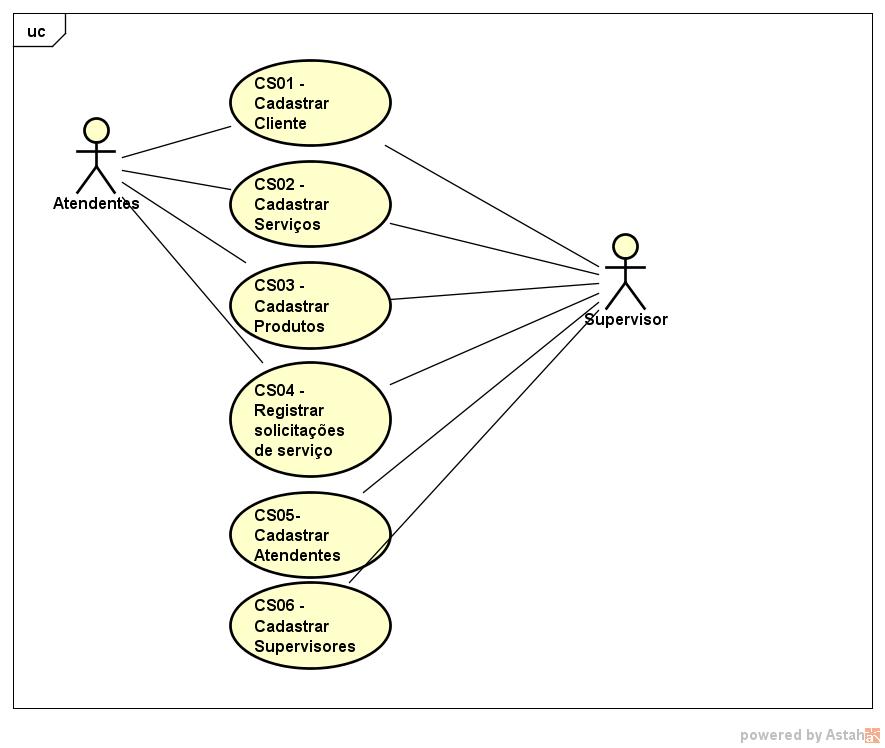 uc
CS01 -
Cadastrar
Cliente
Atendentes
CS02 -
Cadastrar
Serviços
CS03 -
Cadastrar
Produtos
Supervisor
CS04 -
Registrar
solicitações
de serviço
CS05-
Cadastrar
Atendentes
CS06 -
Cadastrar
Supervisores
powered by Astah